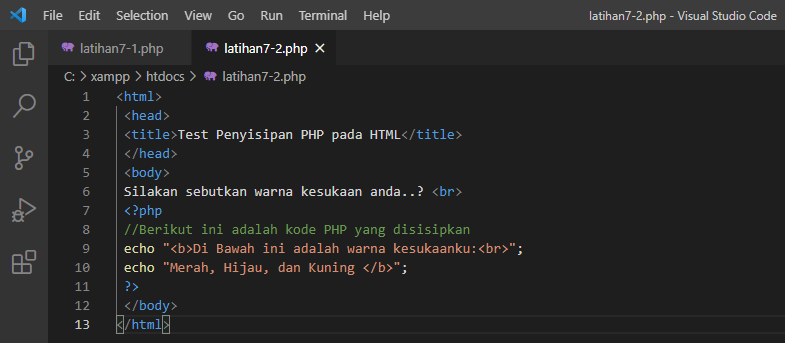 File Edit Selection View Go Run Terminal Help latihan7-2.php - Visual Studio Code
latihan7-1.php latihan7-2.php ×
C: > xampp > htdocs > latihan7-2.php
1 <html>
2 <head>
3 <title>Test Penyisipan PHP pada HTML</title>
4 </head>
5 <body>
6 Silakan sebutkan warna kesukaan anda..? <br>
7 <?php
8 //Berikut ini adalah kode PHP yang disisipkan
9 echo "<b>Di Bawah ini adalah warna kesukaanku:<br>";
10 echo "Merah, Hijau, dan Kuning </b>";
11 ?>
12 </body>
13 </html>